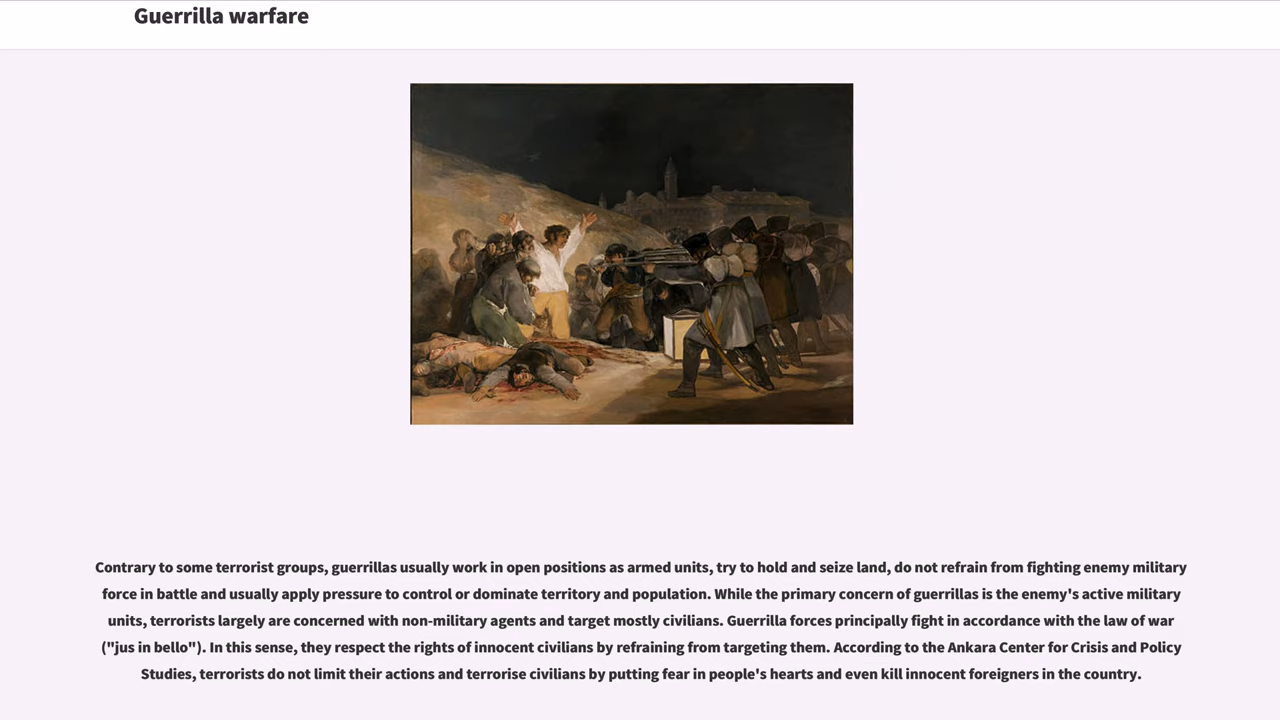 Guerrilla warfare
Contrary to some terrorist groups, guerrillas usually work in open positions as armed units, try to hold and seize land, do not refrain from fighting enemy military
force in battle and usually apply pressure to control or dominate territory and population. While the primary concern of guerrillas is the enemy's active military
units, terrorists largely are concerned with non-military agents and target mostly civilians. Guerrilla forces principally fight in accordance with the law of war
("jus in bello"). In this sense, they respect the rights of innocent civilians by refraining from targeting them. According to the Ankara Center for Crisis and Policy
Studies, terrorists do not limit their actions and terrorise civilians by putting fear in people's hearts and even kill innocent foreigners in the country.